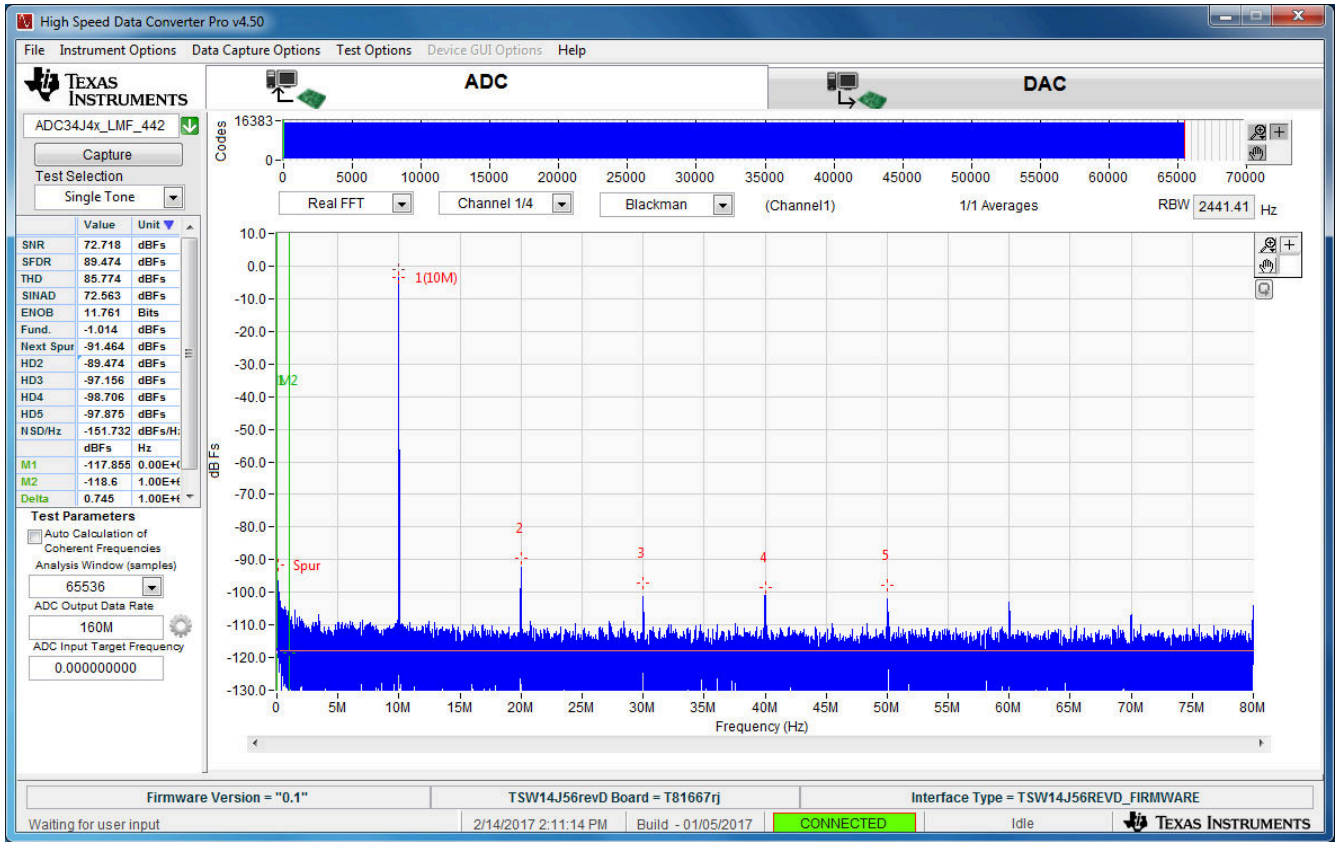 High Speed Data Converter Pro v4.50
File Instrument Options Data Capture Options Test Options Device GUI Options Help
TEXAS INSTRUMENTS
ADC
DAC
ADC34J4x_LMF_442
Capture
Test Selection
Single Tone
Value Unit
SNR 72.718 dBFs
SFDR 89.474 dBFs
THD 85.774 dBFs
SINAD 72.563 dBFs
ENOB 11.761 Bits
Fund. -1.014 dBFs
Next Spur -91.464 dBFs
HD2 -89.474 dBFs
HD3 -97.156 dBFs
HD4 -98.706 dBFs
HD5 -97.875 dBFs
NSD/Hz -151.732 dBFs/H
dBFs Hz
M1 -117.855 0.00E+
M2 -118.6 1.00E+
Delta 0.745 1.00E+
Test Parameters
Auto Calculation of
Coherent Frequencies
Analysis Window (samples)
65536
ADC Output Data Rate
160M
ADC Input Target Frequency
0.000000000
Codes
16383
0
0 5000 10000 15000 20000 25000 30000 35000 40000 45000 50000 55000 60000 65000 70000
Real FFT Channel 1/4 Blackman (Channel1) 1/1 Averages RBW 2441.41 Hz
dBFs
10.0
0.0
-10.0
-20.0
-30.0
-40.0
-50.0
-60.0
-70.0
-80.0
-90.0
-100.0
-110.0
-120.0
-130.0
1(10M)
M2
Spur
2
3
4
5
0 5M 10M 15M 20M 25M 30M 35M 40M 45M 50M 55M 60M 65M 70M 75M 80M
Frequency (Hz)
Firmware Version = "0.1" TSW14J56revD Board = T81667rj Interface Type = TSW14J56REVD_FIRMWARE
Waiting for user input 2/14/2017 2:11:14 PM Build - 01/05/2017 CONNECTED Idle TEXAS INSTRUMENTS